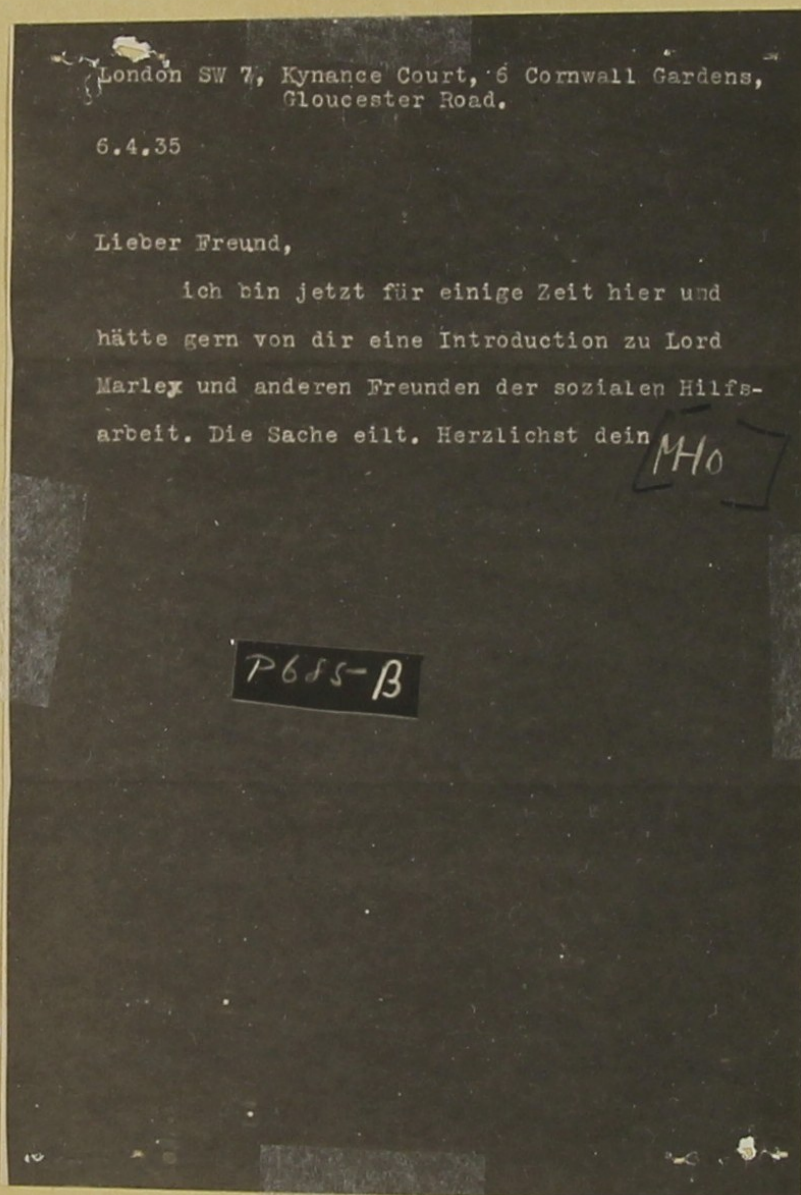 London SW 7, Kynance Court, 6 Cornwall Gardens,
Gloucester Road.
6.4.35
Lieber Freund,
ich bin jetzt für einige Zeit hier und
hätte gern von dir eine Introduction zu Lord
Marley und anderen Freunden der sozialen Hilfs-
arbeit. Die Sache eilt. Herzlichst dein
MHo
P685-B